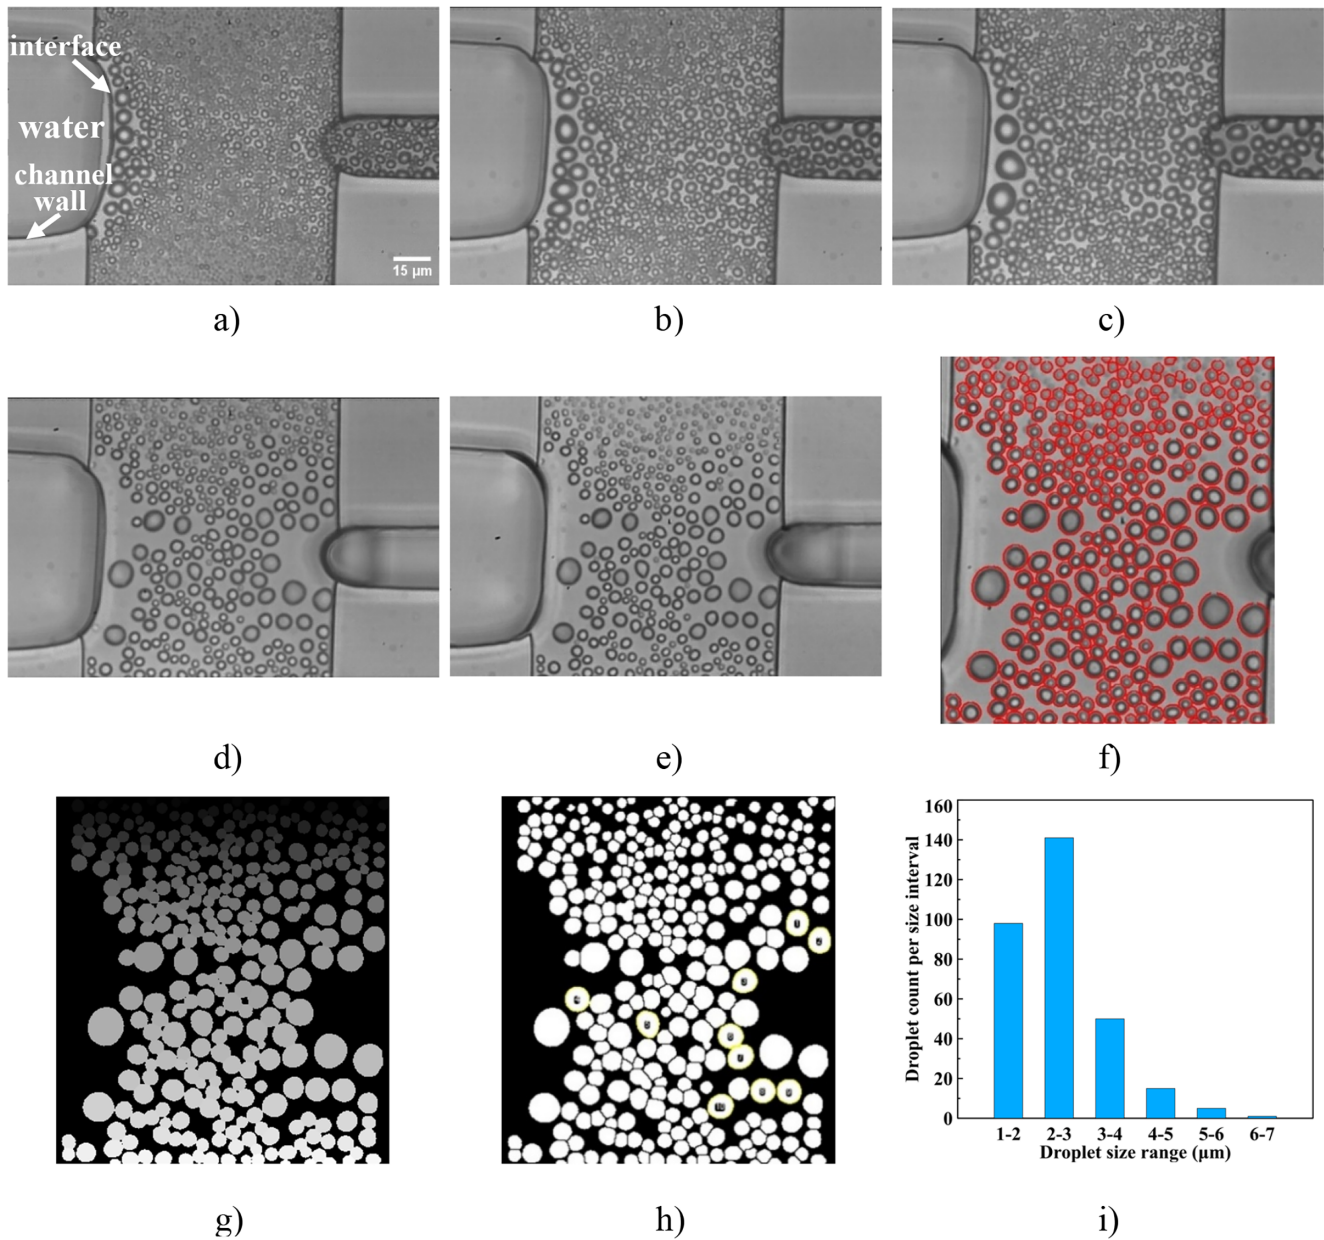 interface
water
channel
wall
15 μm
a)
b)
c)
d)
e)
f)
g)
h)
i)
Droplet count per size interval
160
140
120
100
80
60
40
20
0
1-2 2-3 3-4 4-5 5-6 6-7
Droplet size range (μm)